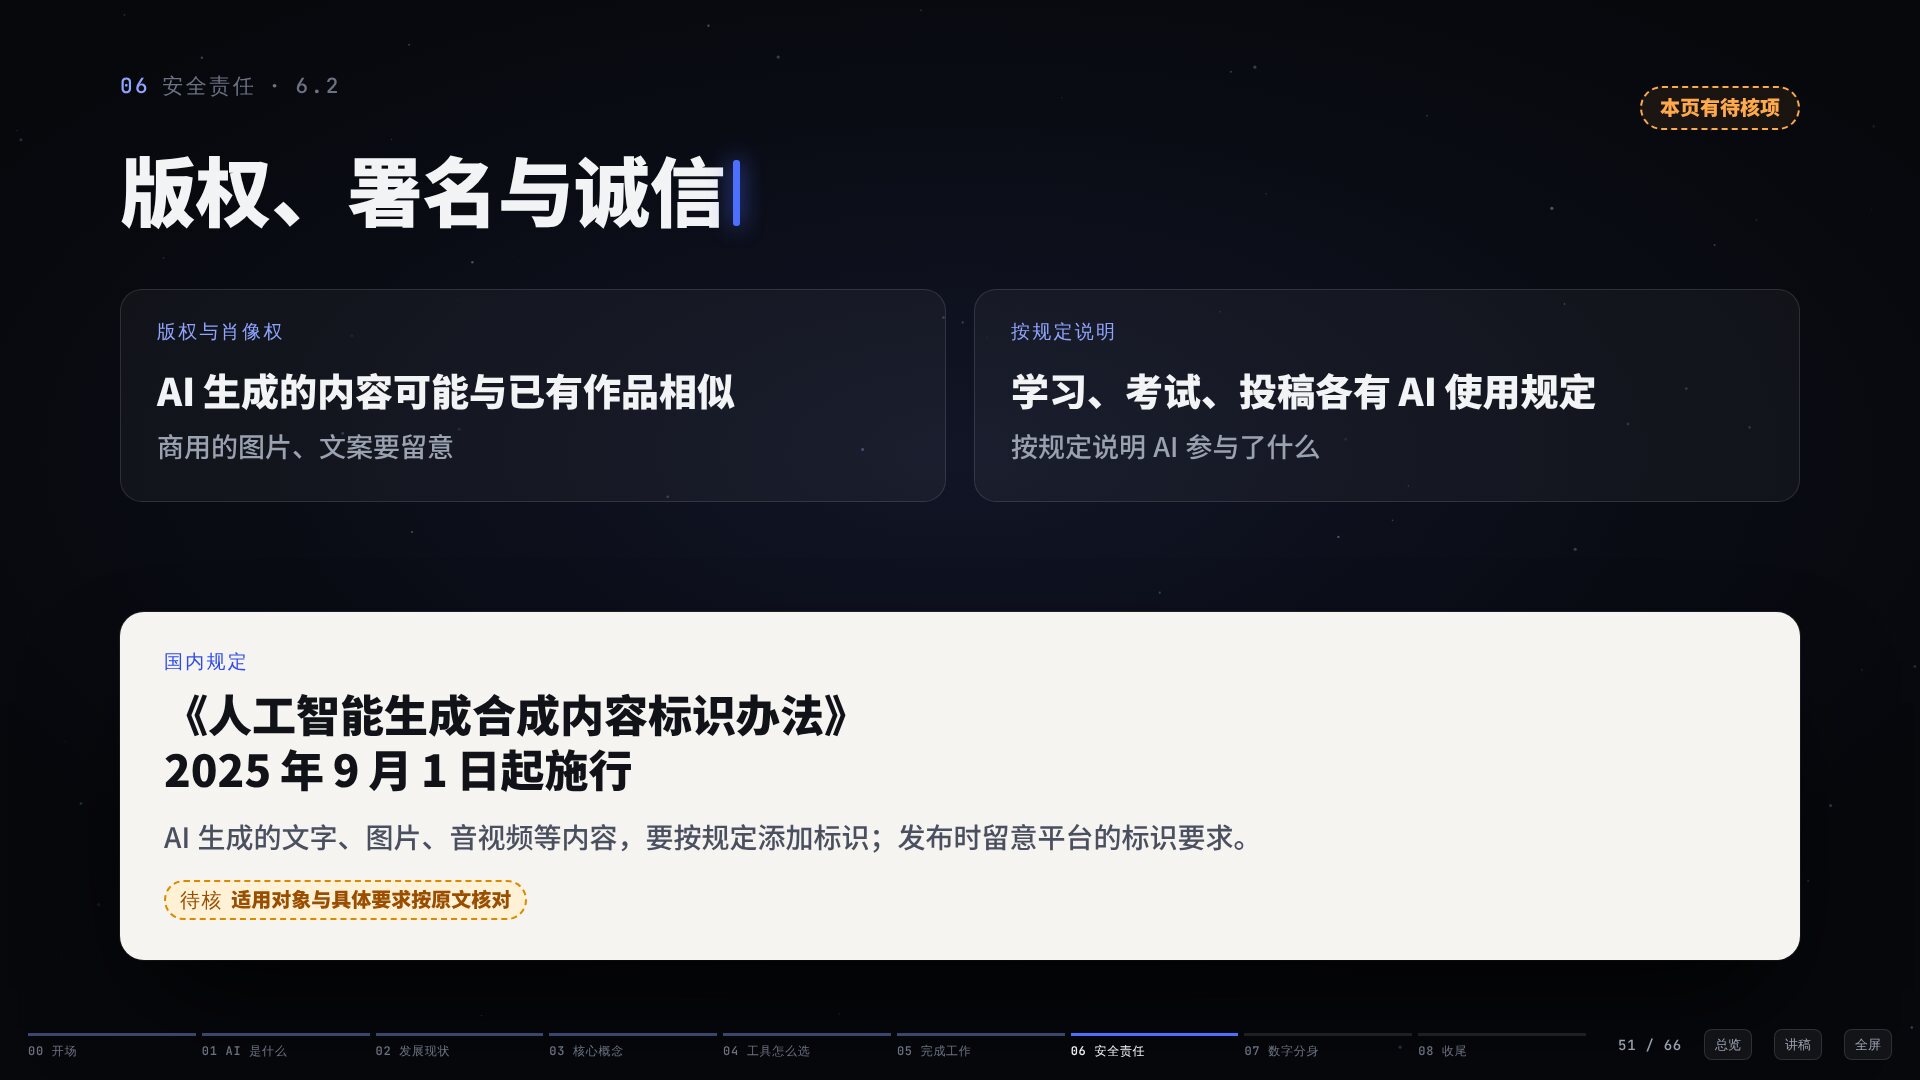 06 安全责任 · 6.2
本页有待核项
版权、署名与诚信
版权与肖像权
AI 生成的内容可能与已有作品相似
商用的图片、文案要留意
按规定说明
学习、考试、投稿各有 AI 使用规定
按规定说明 AI 参与了什么
国内规定
《人工智能生成合成内容标识办法》
2025 年 9 月 1 日起施行
AI 生成的文字、图片、音视频等内容，要按规定添加标识；发布时留意平台的标识要求。
待核 适用对象与具体要求按原文核对
00 开场
01 AI 是什么
02 发展现状
03 核心概念
04 工具怎么选
05 完成工作
06 安全责任
07 数字分身
08 收尾
51 / 66
总览
讲稿
全屏